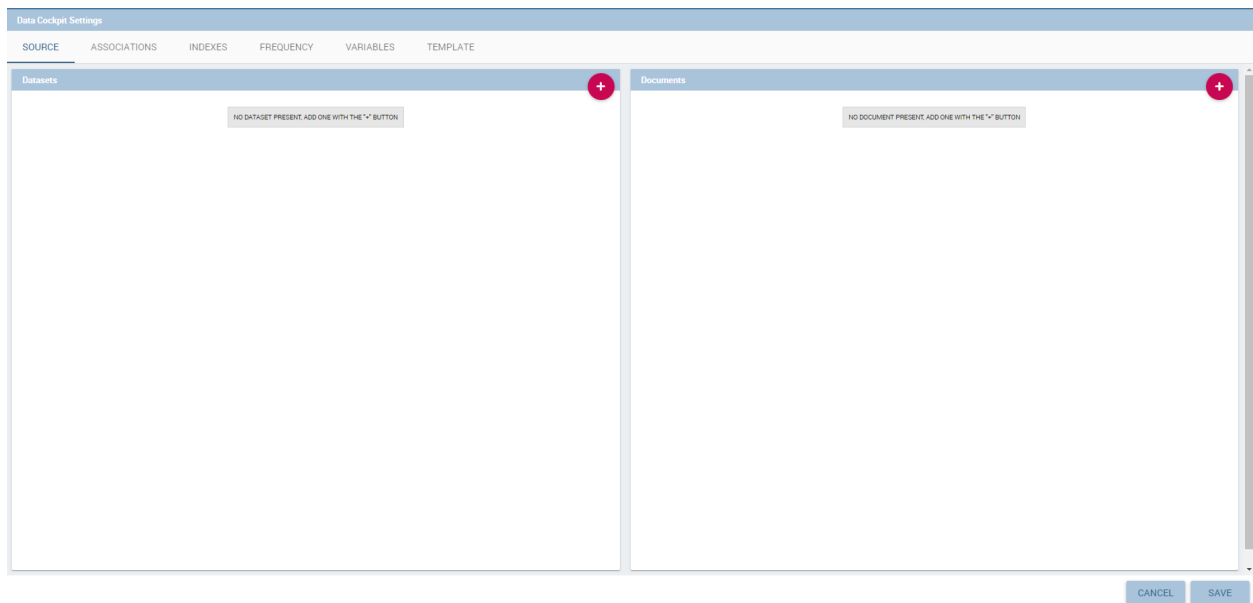 Data Cockpit Settings
SOURCE ASSOCIATIONS INDEXES FREQUENCY VARIABLES TEMPLATE
Datasets
+
NO DATASET PRESENT. ADD ONE WITH THE "+" BUTTON
Documents
+
NO DOCUMENT PRESENT. ADD ONE WITH THE "+" BUTTON
CANCEL SAVE